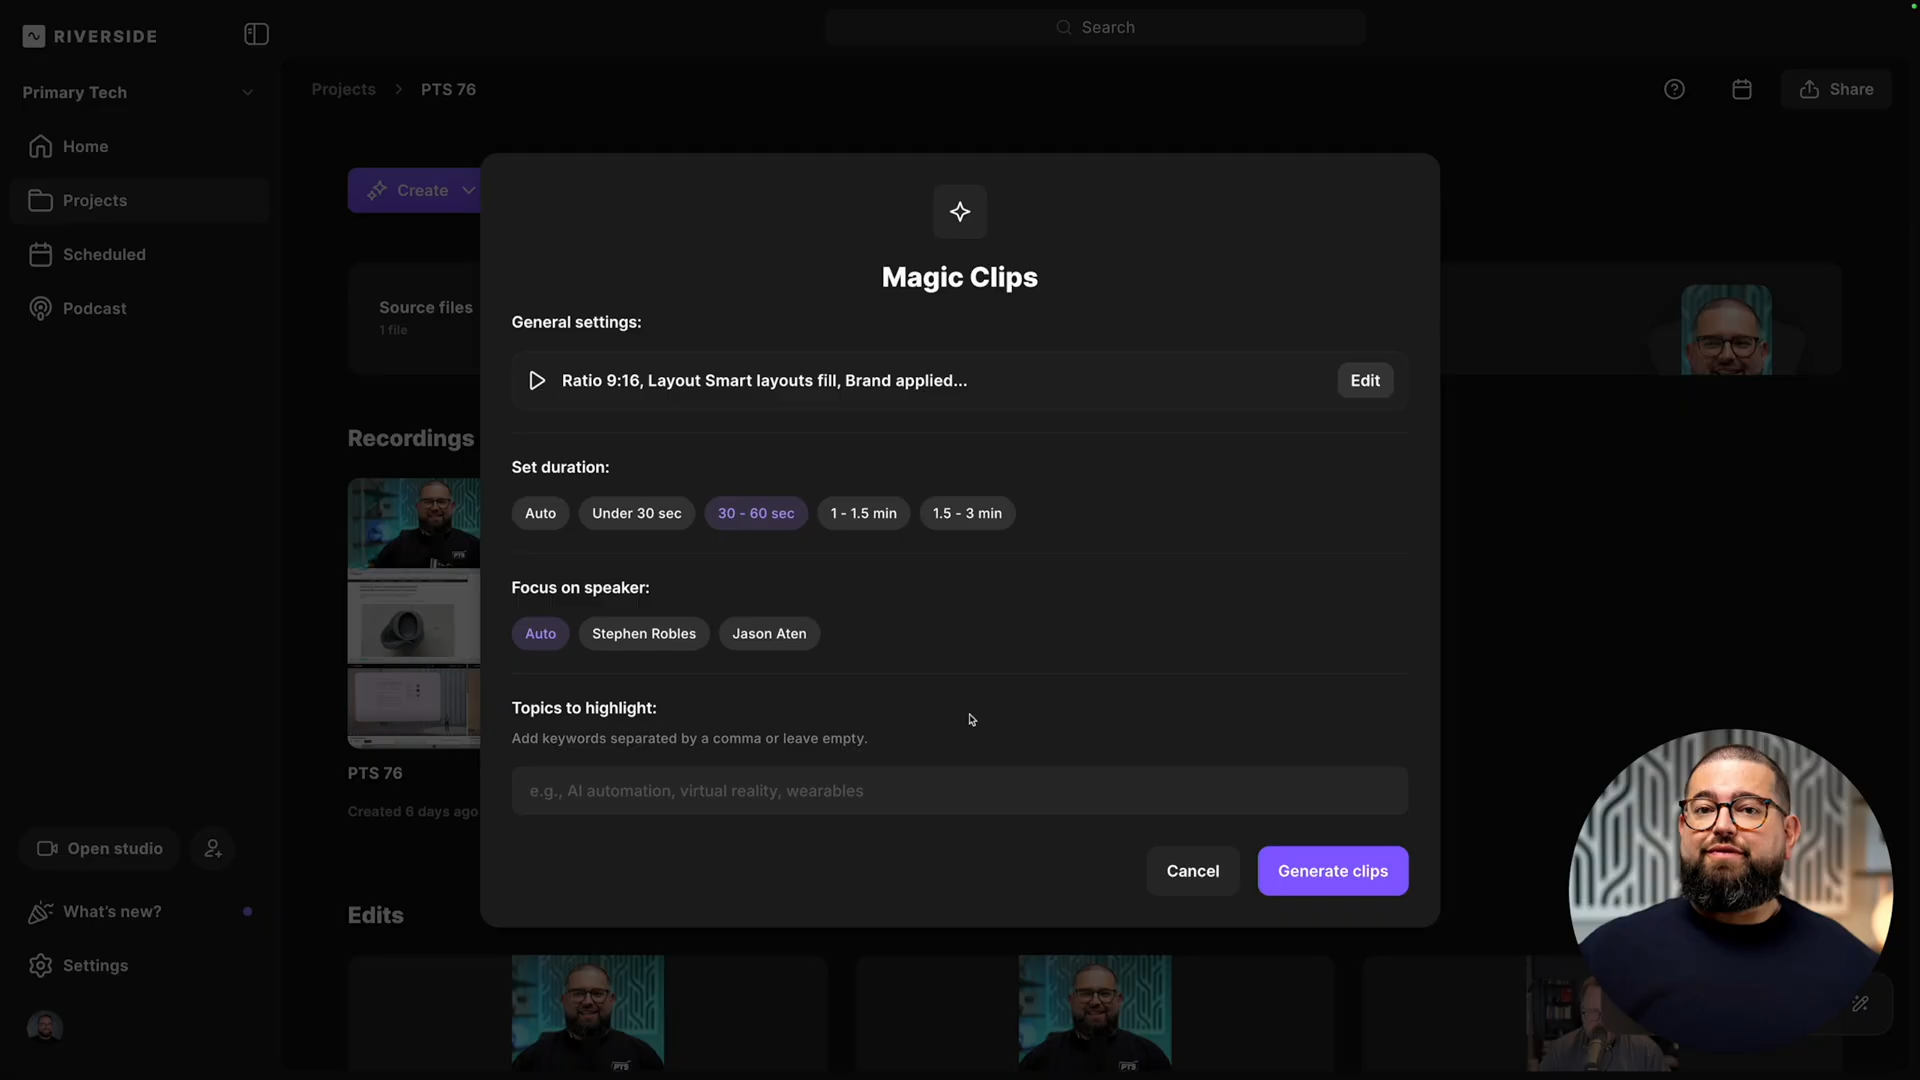 RIVERSIDE
Search
Primary Tech
Projects > PTS 76
Share
Home
Projects
Scheduled
Podcast
Create
Source files
1 file
Recordings
PTS 76
Created 6 days ago
Edits
Open studio
What's new?
Settings
Magic Clips
General settings:
Ratio 9:16, Layout Smart layouts fill, Brand applied...
Edit
Set duration:
Auto
Under 30 sec
30 - 60 sec
1 - 1.5 min
1.5 - 3 min
Focus on speaker:
Auto
Stephen Robles
Jason Aten
Topics to highlight:
Add keywords separated by a comma or leave empty.
e.g., AI automation, virtual reality, wearables
Cancel
Generate clips
PTS
PTS
PTS